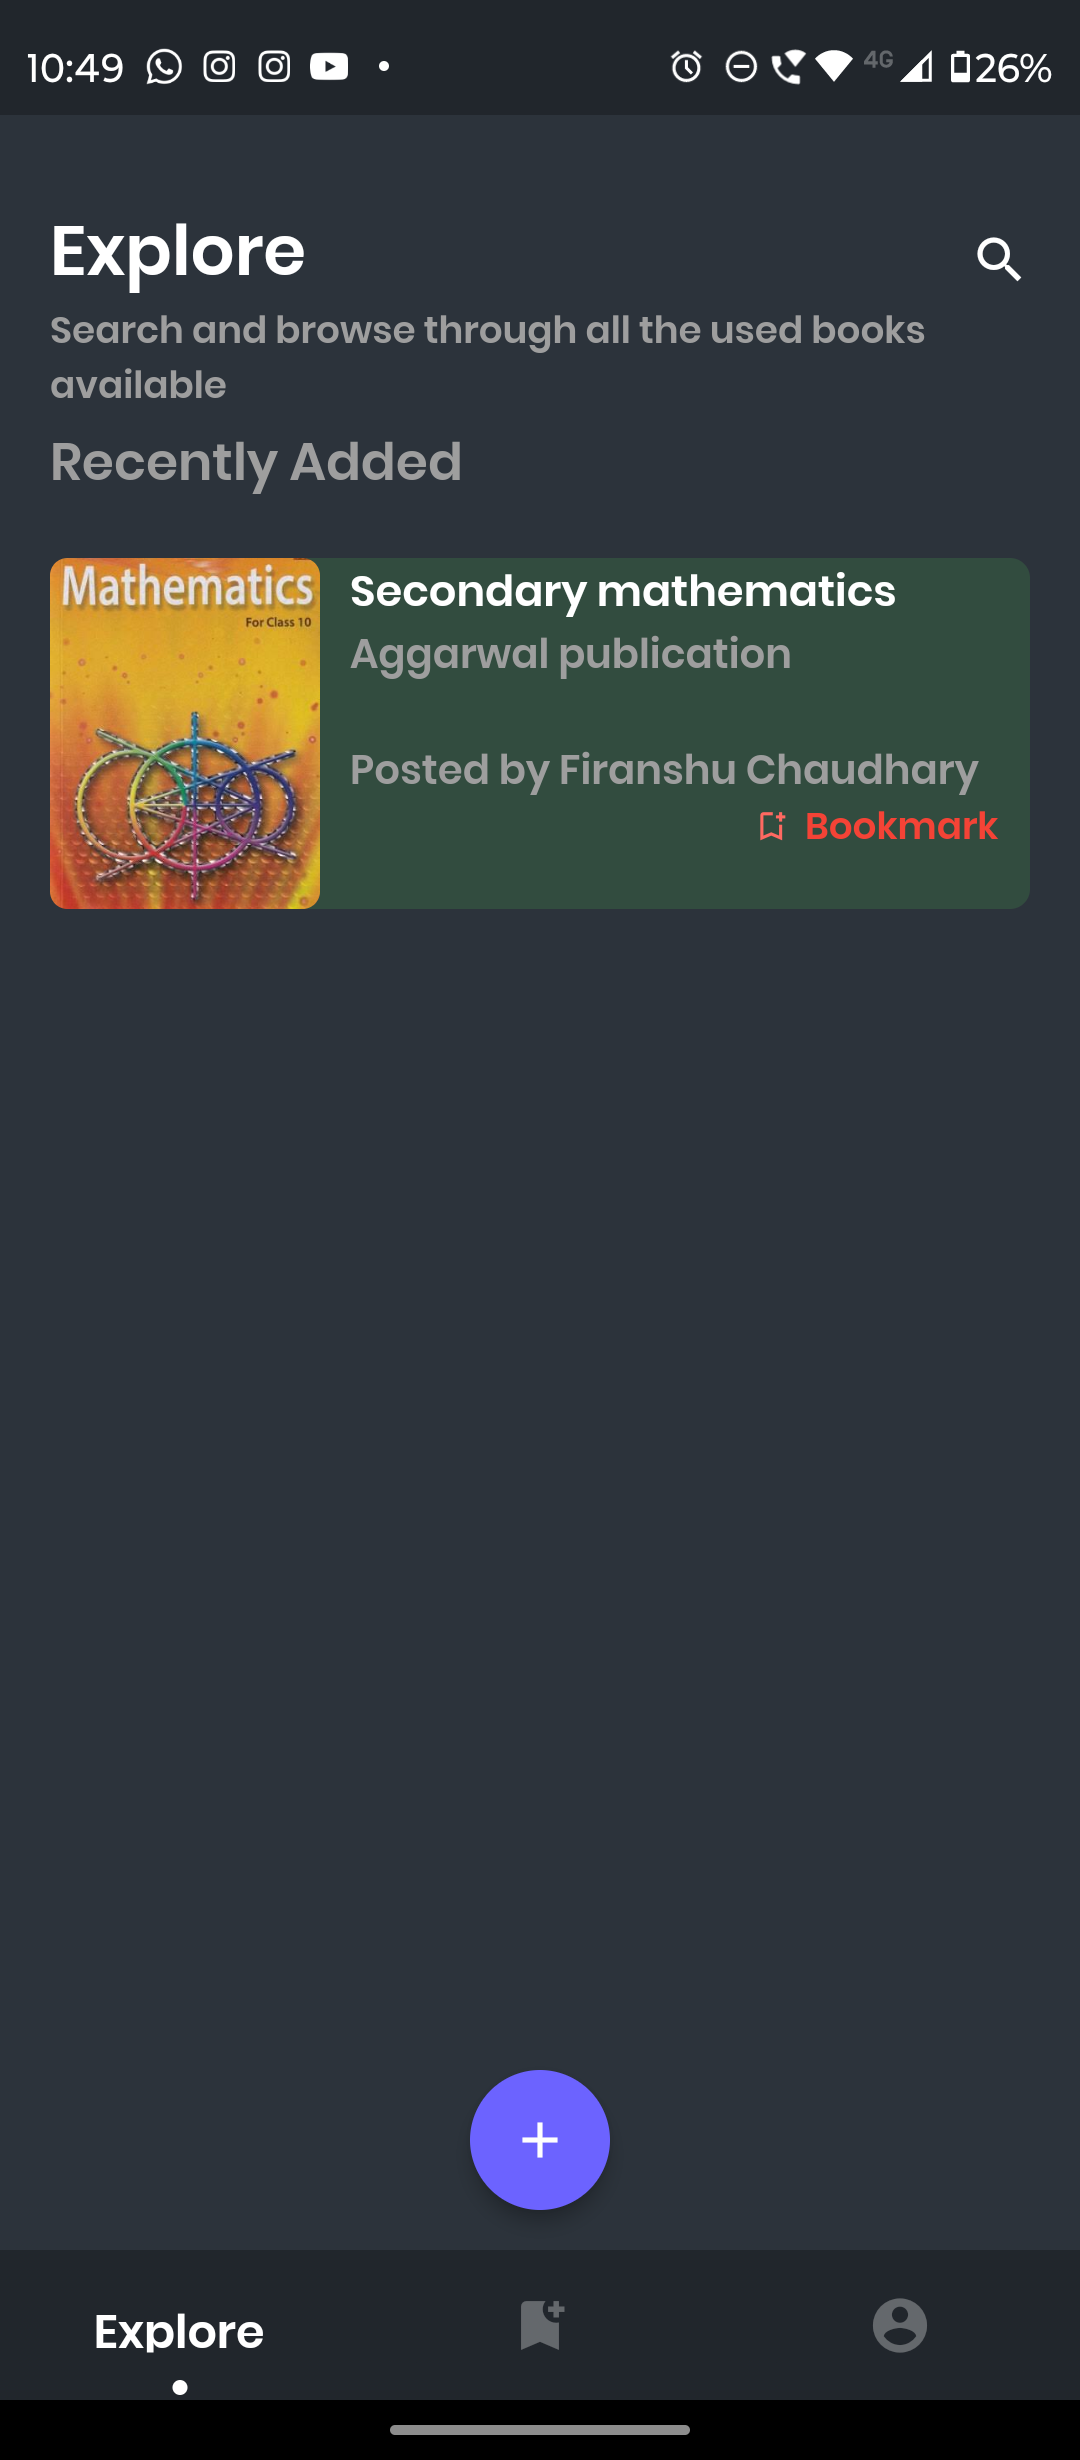 10:49
4G
26%
Explore
Search and browse through all the used books
available
Recently Added
Mathematics
For Class 10
Secondary mathematics
Aggarwal publication
Posted by Firanshu Chaudhary
Bookmark
Explore